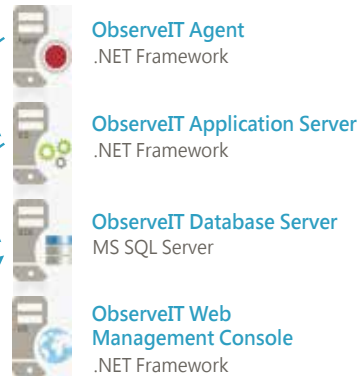 ObserveIT Agent
.NET Framework
ObserveIT Application Server
.NET Framework
ObserveIT Database Server
MS SQL Server
ObserveIT Web
Management Console
.NET Framework